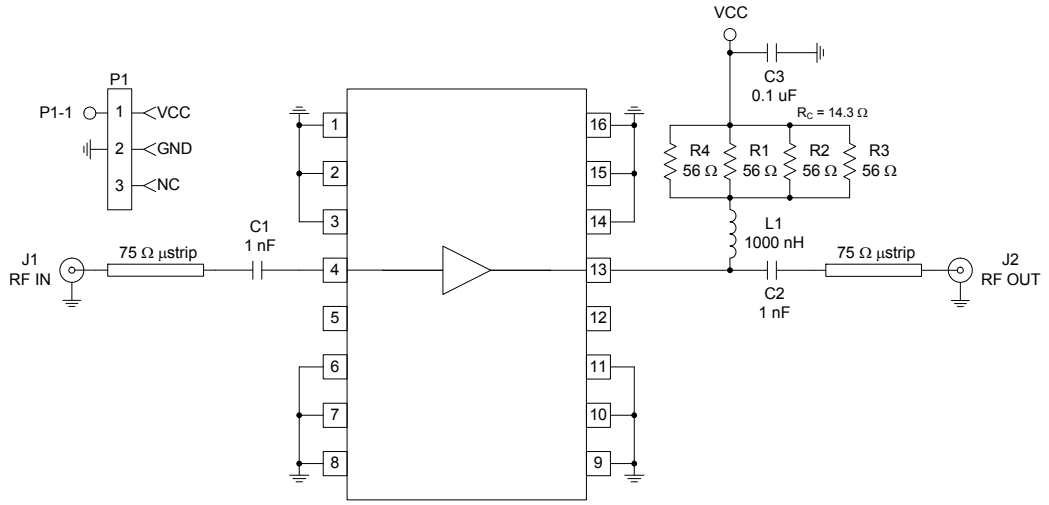 VCC
C3
0.1 uF
P1
P1-1
1
VCC
2
GND
3
NC
RC = 14.3 Ω
R4
56 Ω
R1
56 Ω
R2
56 Ω
R3
56 Ω
1
2
3
4
5
6
7
8
16
15
14
13
12
11
10
9
L1
1000 nH
J1
RF IN
75 Ω μstrip
C1
1 nF
C2
1 nF
75 Ω μstrip
J2
RF OUT